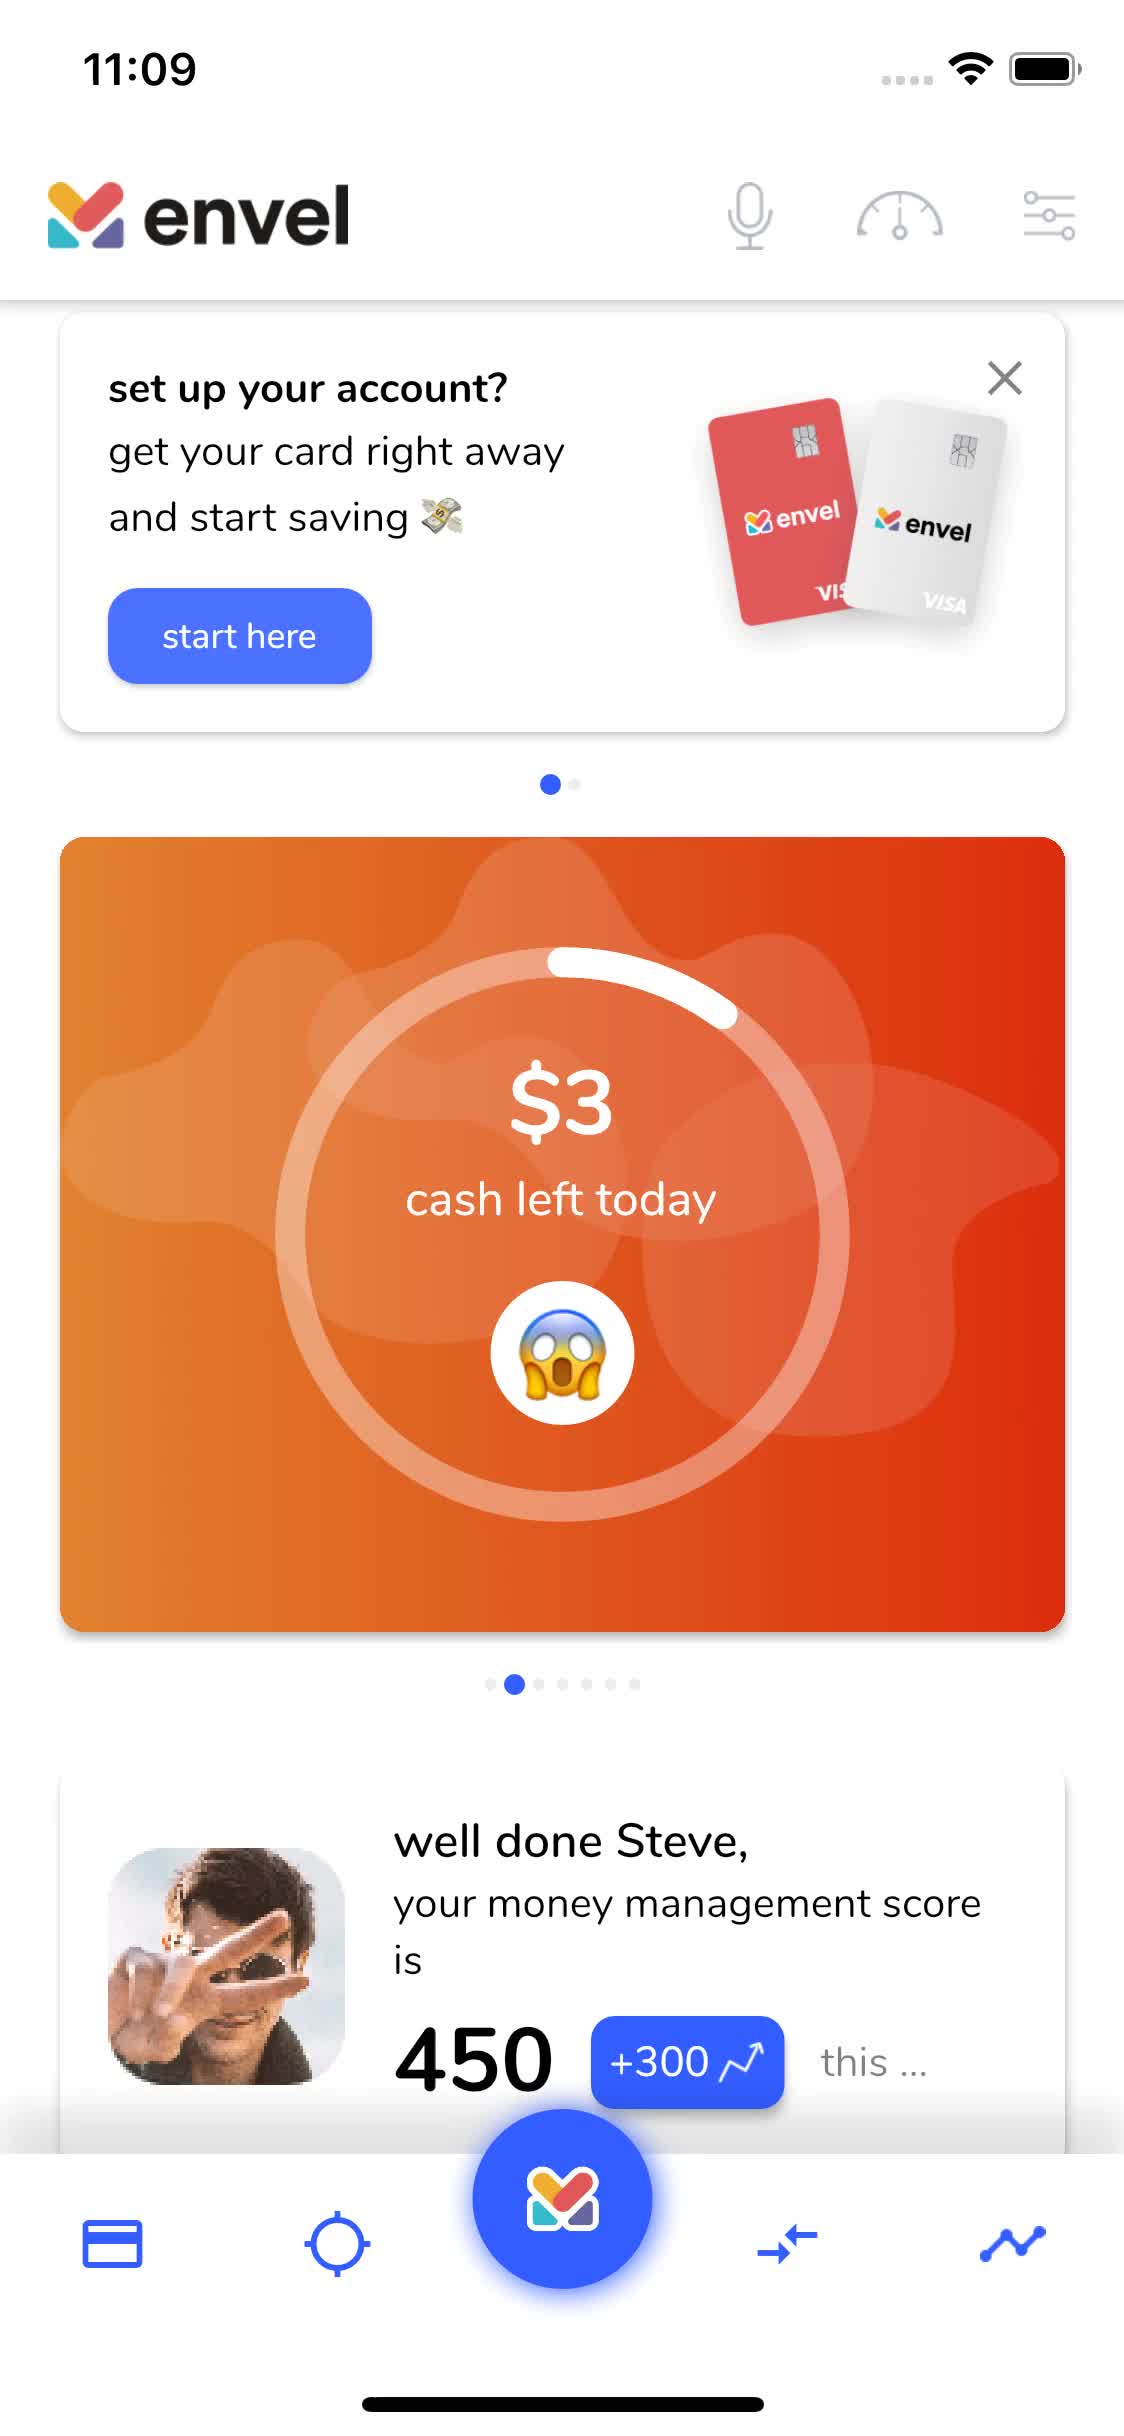 11:09
envel
set up your account?
get your card right away
and start saving 💸
envel
envel
VIS
VISA
start here
$3
cash left today
😱
well done Steve,
your money management score
is
450 +300 this ...